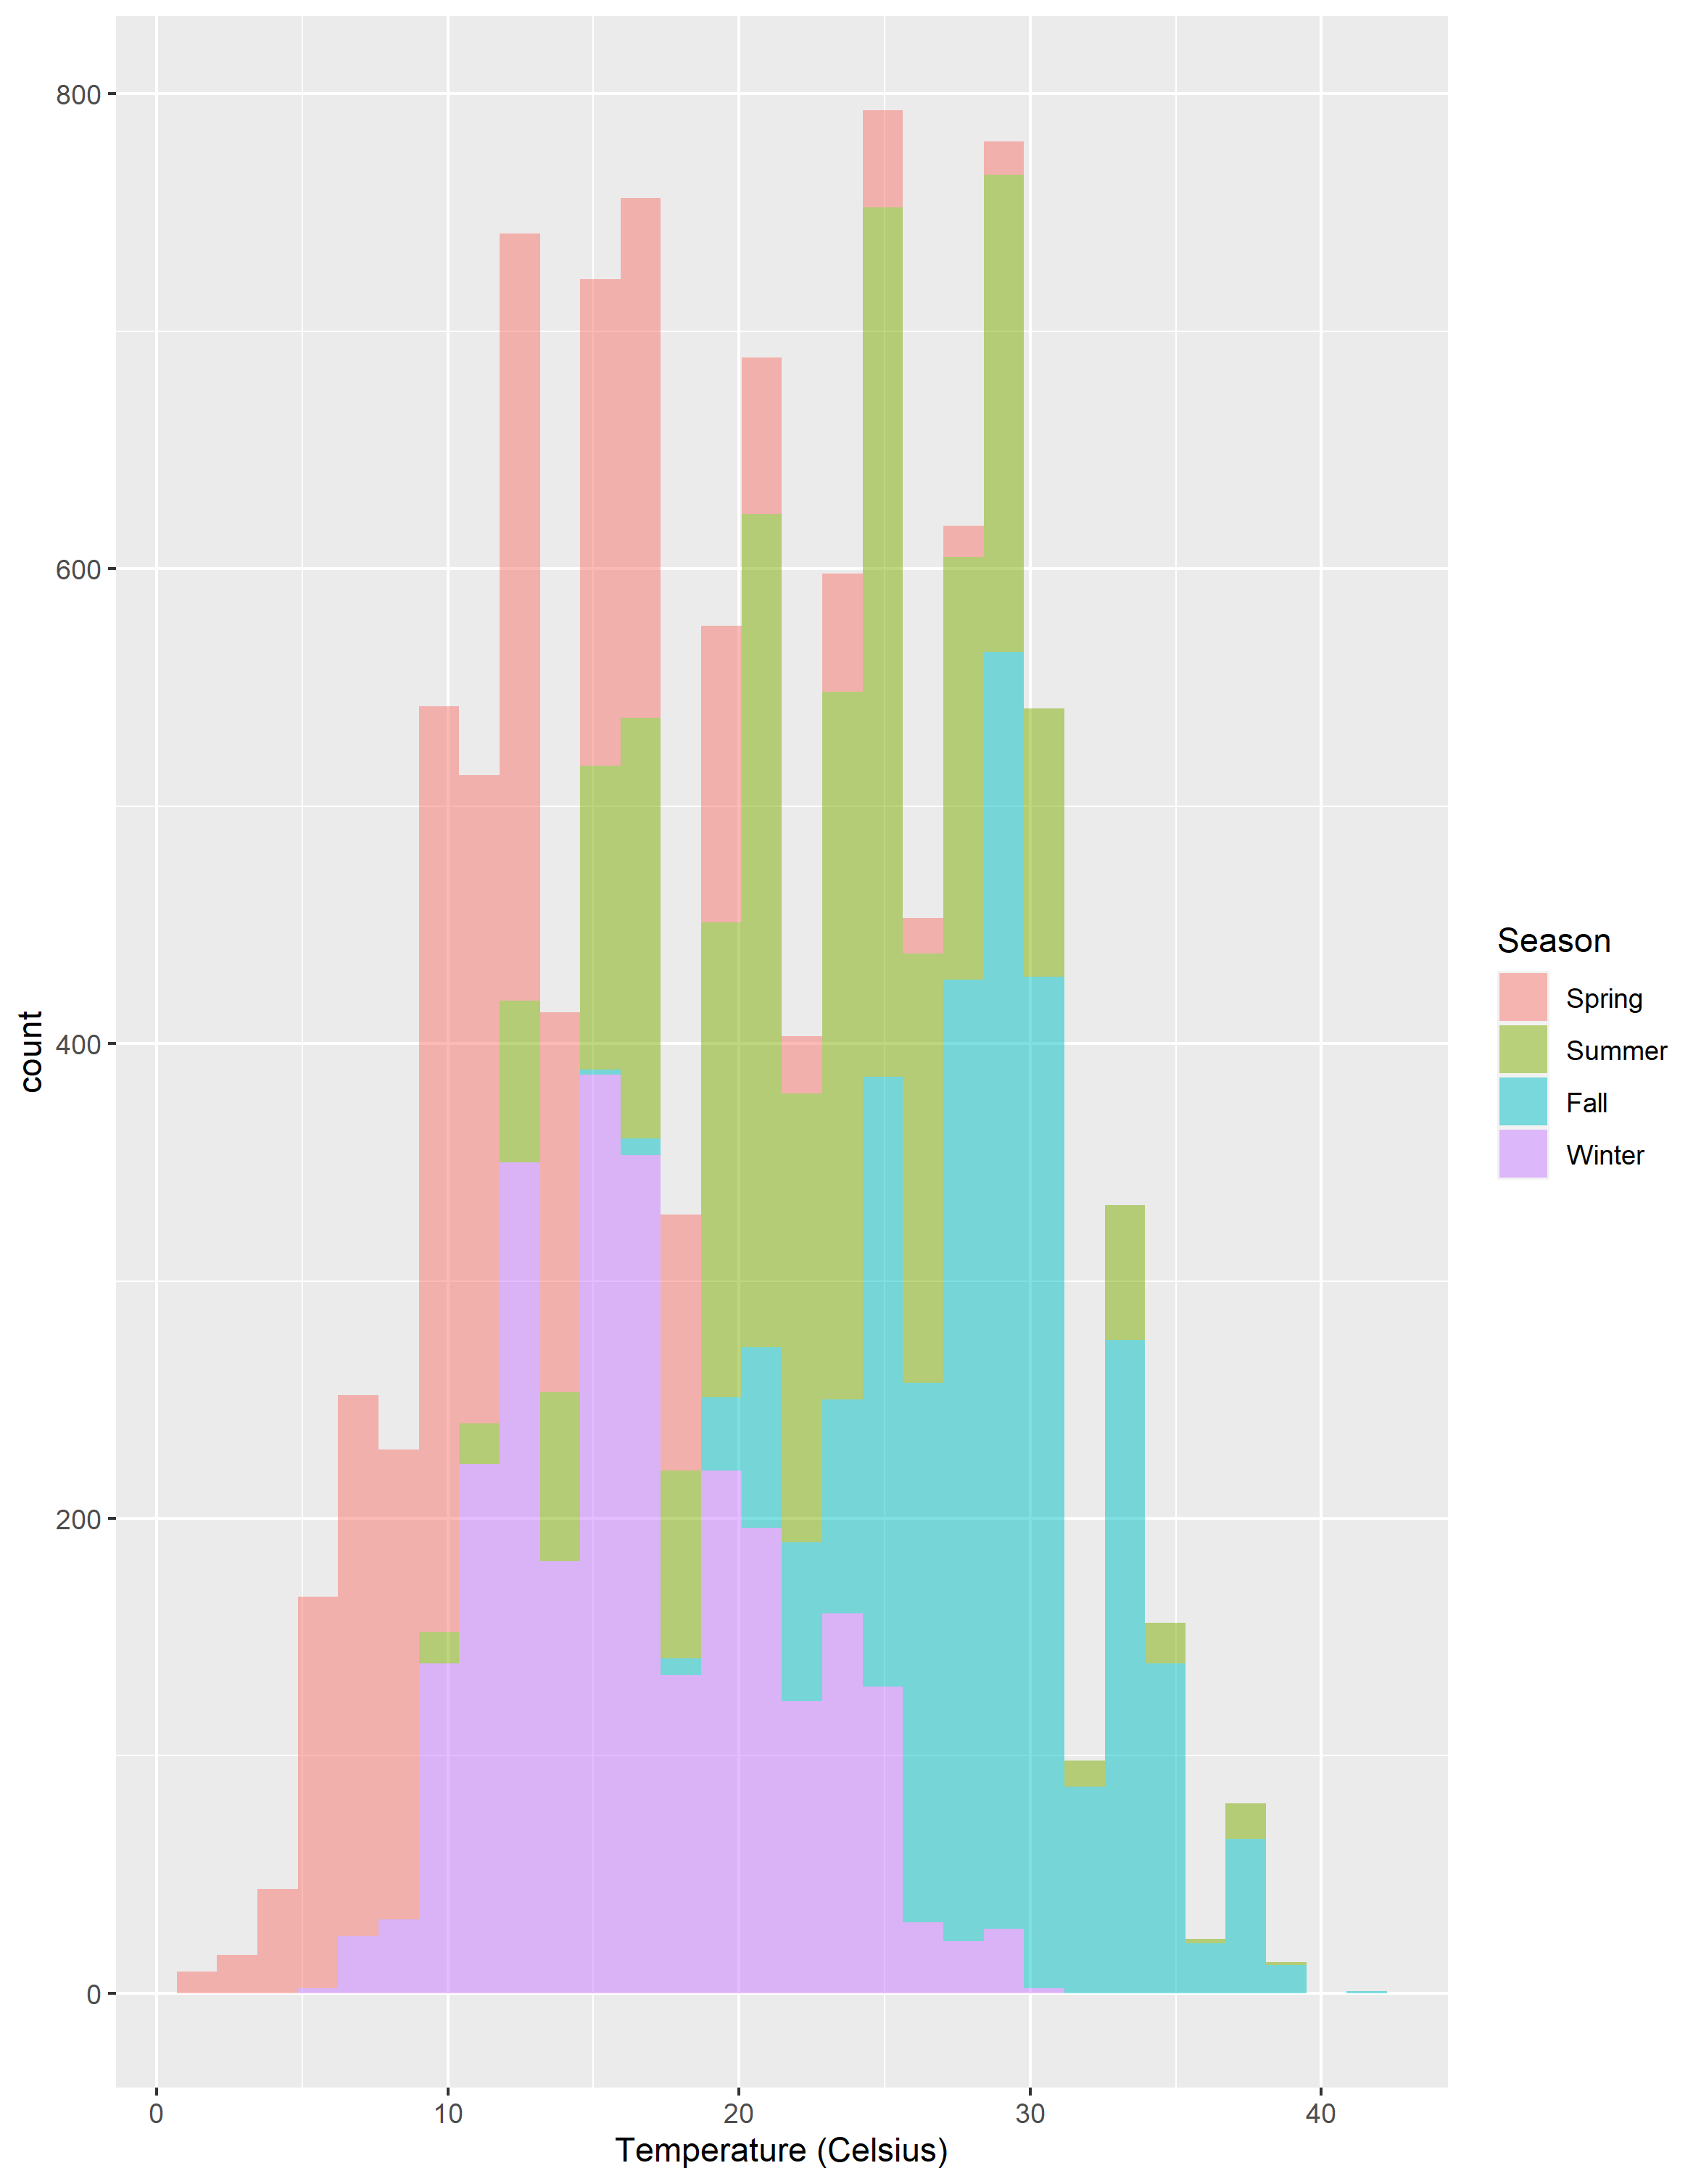 800
600
400
200
0
count
0 10 20 30 40
Temperature (Celsius)
Season
Spring
Summer
Fall
Winter